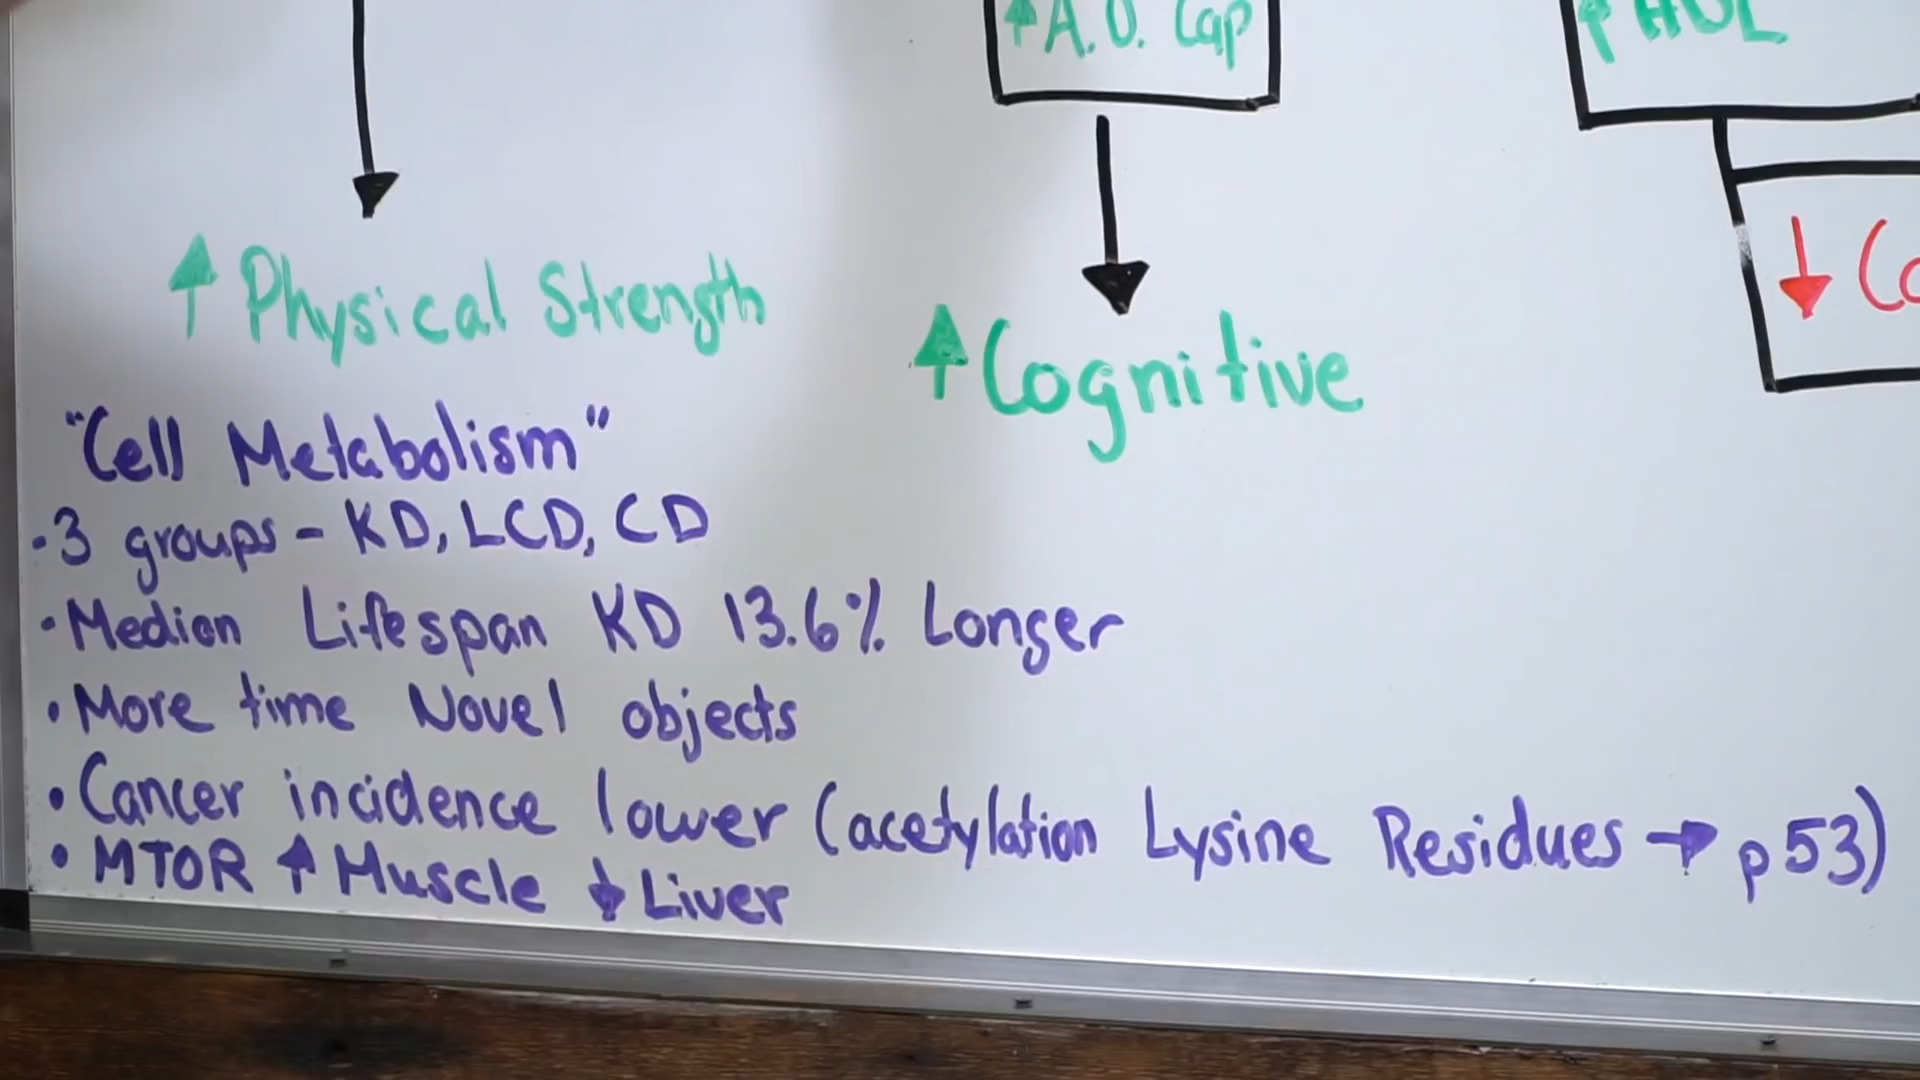 ↑ A.O. Cap
↑ HDL
↓
↑ Physical Strength
↑ Cognitive
"Cell Metabolism"
- 3 groups - KD, LCD, CD
• Median Lifespan KD 13.6% Longer
• More time Novel objects
• Cancer incidence lower (acetylation Lysine Residues → p53)
• MTOR ↑ Muscle ↓ Liver